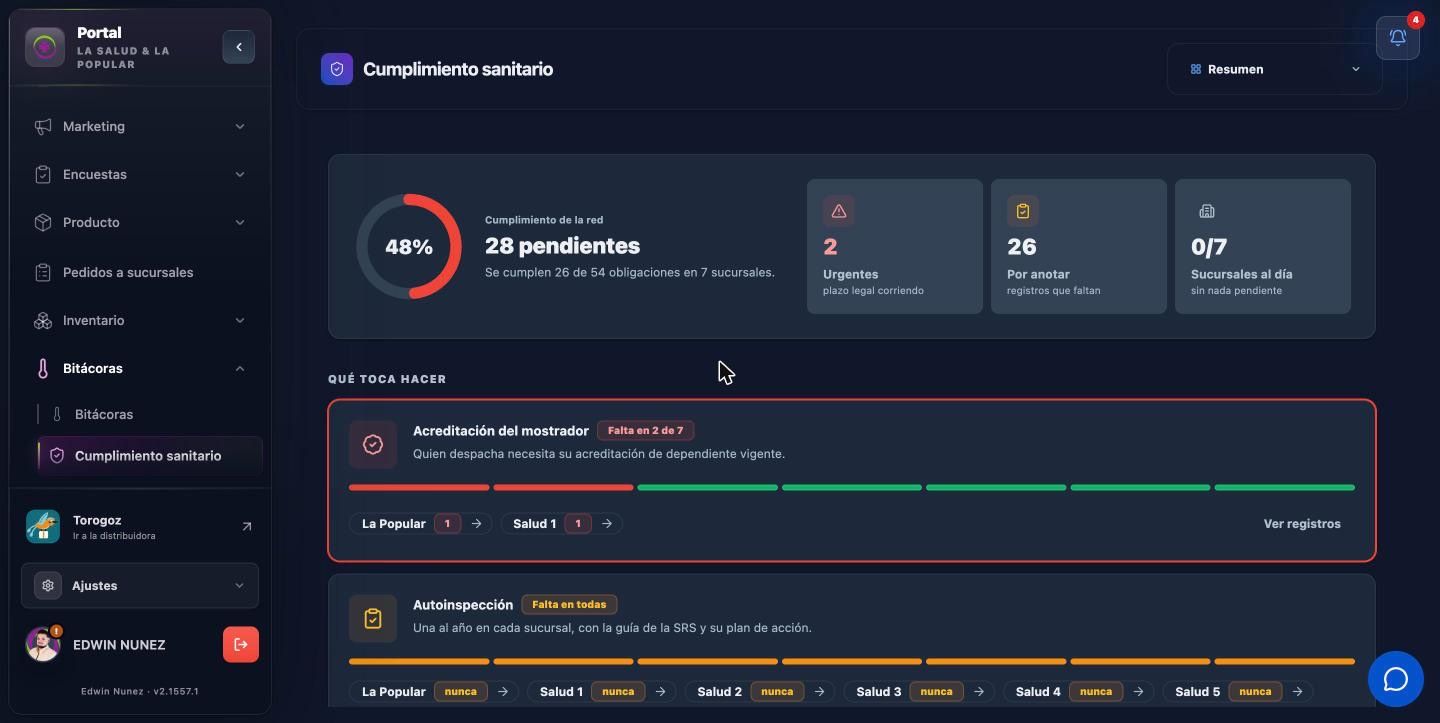 Portal
LA SALUD & LA
POPULAR
Marketing
Encuestas
Producto
Pedidos a sucursales
Inventario
Bitácoras
Bitácoras
Cumplimiento sanitario
Torogoz
Ir a la distribuidora
Ajustes
!
EDWIN NUNEZ
Edwin Nunez · v2.1557.1
4
Cumplimiento sanitario
Resumen
48%
Cumplimiento de la red
28 pendientes
Se cumplen 26 de 54 obligaciones en 7 sucursales.
2
Urgentes
plazo legal corriendo
26
Por anotar
registros que faltan
0/7
Sucursales al día
sin nada pendiente
QUÉ TOCA HACER
Acreditación del mostrador Falta en 2 de 7
Quien despacha necesita su acreditación de dependiente vigente.
La Popular 1 → Salud 1 1 → Ver registros
Autoinspección Falta en todas
Una al año en cada sucursal, con la guía de la SRS y su plan de acción.
La Popular nunca → Salud 1 nunca → Salud 2 nunca → Salud 3 nunca → Salud 4 nunca → Salud 5 nunca →